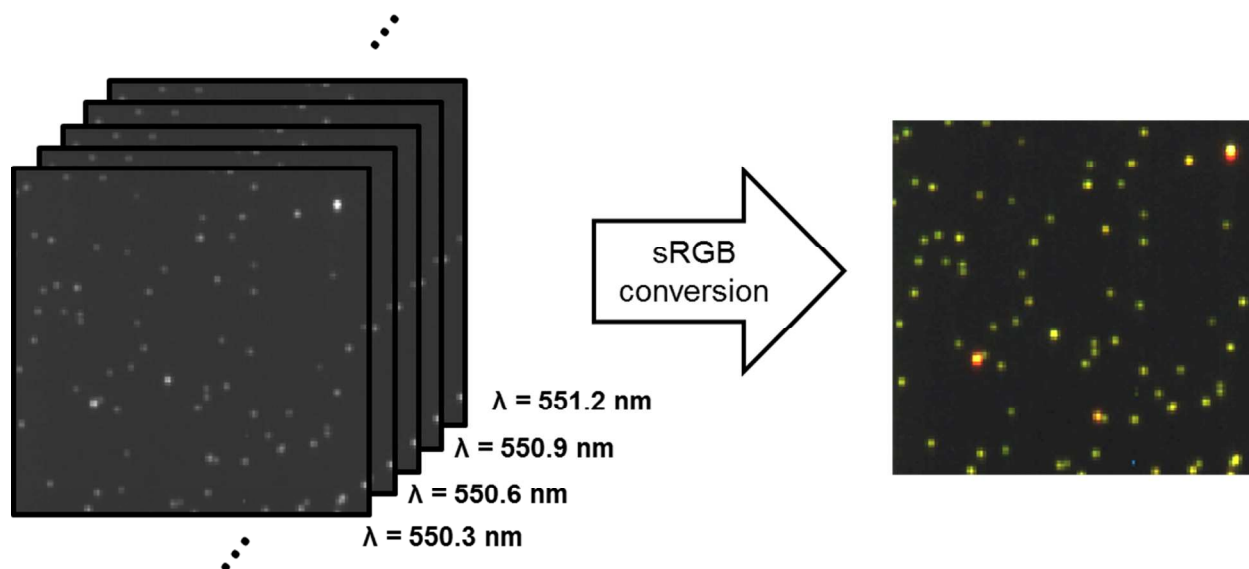 sRGB
conversion
λ = 551.2 nm
λ = 550.9 nm
λ = 550.6 nm
λ = 550.3 nm